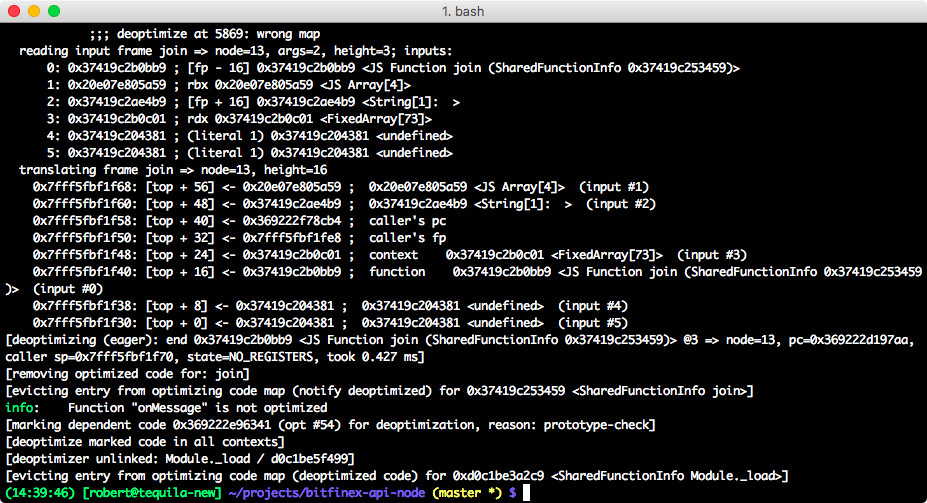 1. bash
;;; deoptimize at 5869: wrong map
reading input frame join => node=13, args=2, height=3; inputs:
0: 0x37419c2b0bb9 ; [fp - 16] 0x37419c2b0bb9 <JS Function join (SharedFunctionInfo 0x37419c253459)>
1: 0x20e07e805a59 ; rbx 0x20e07e805a59 <JS Array[4]>
2: 0x37419c2ae4b9 ; [fp + 16] 0x37419c2ae4b9 <String[1]:  >
3: 0x37419c2b0c01 ; rdx 0x37419c2b0c01 <FixedArray[73]>
4: 0x37419c204381 ; (literal 1) 0x37419c204381 <undefined>
5: 0x37419c204381 ; (literal 1) 0x37419c204381 <undefined>
translating frame join => node=13, height=16
0x7fff5fbf1f68: [top + 56] <- 0x20e07e805a59 ;  0x20e07e805a59 <JS Array[4]>  (input #1)
0x7fff5fbf1f60: [top + 48] <- 0x37419c2ae4b9 ;  0x37419c2ae4b9 <String[1]:  >  (input #2)
0x7fff5fbf1f58: [top + 40] <- 0x369222f78cb4 ;  caller's pc
0x7fff5fbf1f50: [top + 32] <- 0x7fff5fbf1fe8 ;  caller's fp
0x7fff5fbf1f48: [top + 24] <- 0x37419c2b0c01 ;  context    0x37419c2b0c01 <FixedArray[73]>  (input #3)
0x7fff5fbf1f40: [top + 16] <- 0x37419c2b0bb9 ;  function    0x37419c2b0bb9 <JS Function join (SharedFunctionInfo 0x37419c253459
)>  (input #0)
0x7fff5fbf1f38: [top + 8] <- 0x37419c204381 ;  0x37419c204381 <undefined>  (input #4)
0x7fff5fbf1f30: [top + 0] <- 0x37419c204381 ;  0x37419c204381 <undefined>  (input #5)
[deoptimizing (eager): end 0x37419c2b0bb9 <JS Function join (SharedFunctionInfo 0x37419c253459)> @3 => node=13, pc=0x369222d197aa,
caller sp=0x7fff5fbf1f70, state=NO_REGISTERS, took 0.427 ms]
[removing optimized code for: join]
[evicting entry from optimizing code map (notify deoptimized) for 0x37419c253459 <SharedFunctionInfo join>]
info:    Function "onMessage" is not optimized
[marking dependent code 0x369222e96341 (opt #54) for deoptimization, reason: prototype-check]
[deoptimize marked code in all contexts]
[deoptimizer unlinked: Module._load / d0c1be5f499]
[evicting entry from optimizing code map (deoptimized code) for 0xd0c1be3a2c9 <SharedFunctionInfo Module._load>]
(14:39:46) [robert@tequila-new] ~/projects/bitfinex-api-node (master *) $